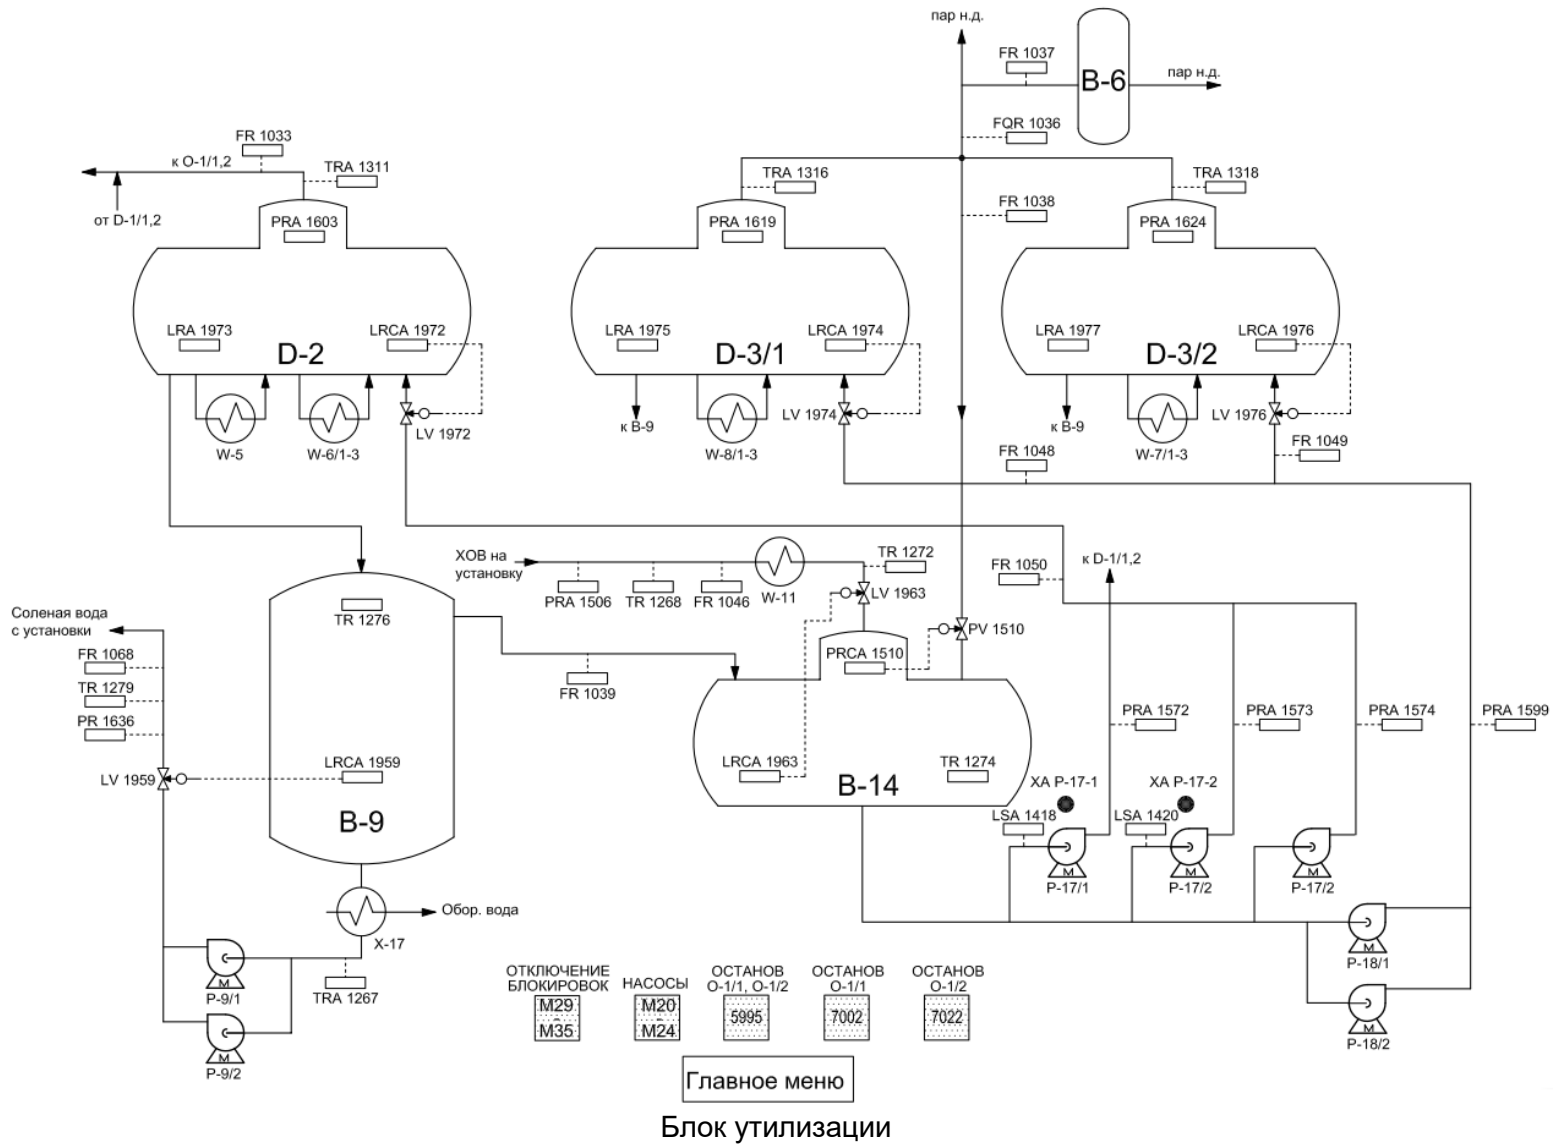 пар н.д.
FR 1037
B-6
пар н.д.
FQR 1036
FR 1033
к O-1/1,2
TRA 1311
от D-1/1,2
TRA 1316
TRA 1318
FR 1038
PRA 1603
PRA 1619
PRA 1624
LRA 1973
LRCA 1972
D-2
LRA 1975
LRCA 1974
D-3/1
LRA 1977
LRCA 1976
D-3/2
W-5
W-6/1-3
LV 1972
к B-9
W-8/1-3
LV 1974
к B-9
W-7/1-3
LV 1976
FR 1048
FR 1049
ХОВ на
установку
PRA 1506
TR 1268
FR 1046
W-11
TR 1272
LV 1963
FR 1050
к D-1/1,2
Соленая вода
с установки
FR 1068
TR 1279
PR 1636
LV 1959
TR 1276
LRCA 1959
B-9
FR 1039
PRCA 1510
PV 1510
LRCA 1963
TR 1274
B-14
PRA 1572
PRA 1573
PRA 1574
PRA 1599
XA P-17-1
XA P-17-2
LSA 1418
LSA 1420
M
P-17/1
M
P-17/2
M
P-17/2
Обор. вода
X-17
M
P-9/1
TRA 1267
M
P-9/2
M
P-18/1
M
P-18/2
ОТКЛЮЧЕНИЕ
БЛОКИРОВОК
M29
-
M35
НАСОСЫ
M20
-
M24
ОСТАНОВ
O-1/1, O-1/2
5995
ОСТАНОВ
O-1/1
7002
ОСТАНОВ
O-1/2
7022
Главное меню
Блок утилизации